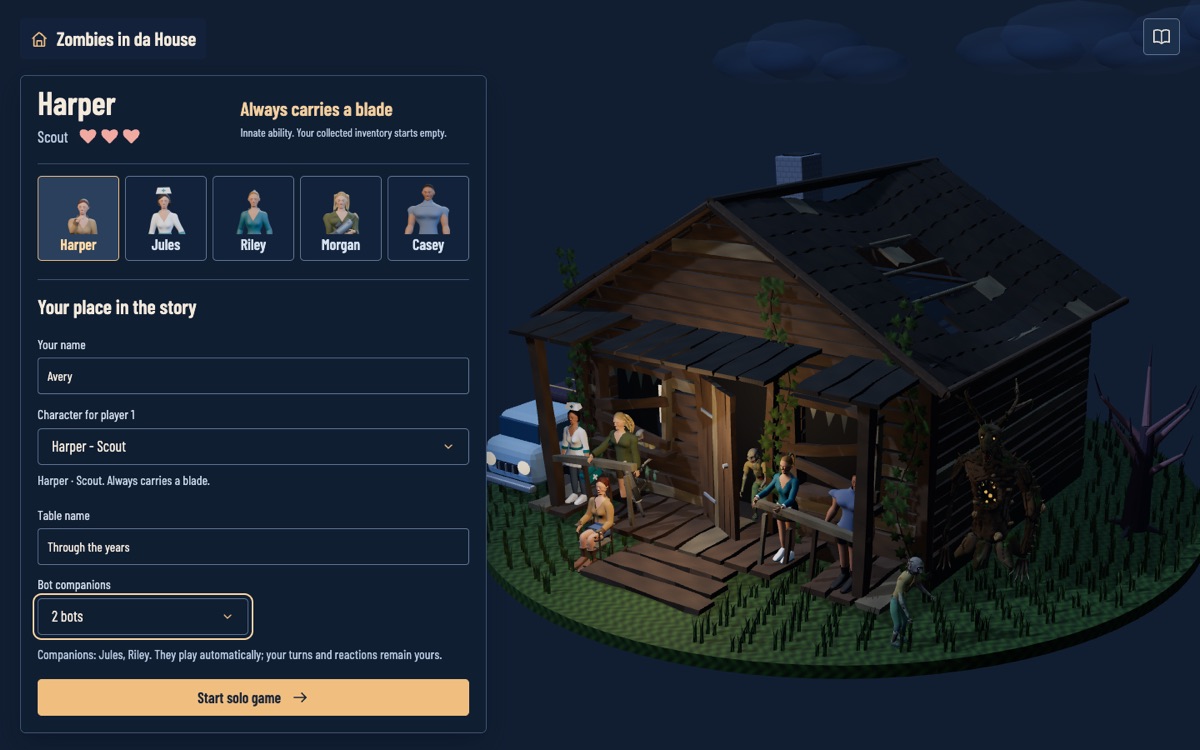 Zombies in da House
Harper
Scout
Always carries a blade
Innate ability. Your collected inventory starts empty.
Harper
Jules
Riley
Morgan
Casey
Your place in the story
Your name
Avery
Character for player 1
Harper - Scout
Harper · Scout. Always carries a blade.
Table name
Through the years
Bot companions
2 bots
Companions: Jules, Riley. They play automatically; your turns and reactions remain yours.
Start solo game